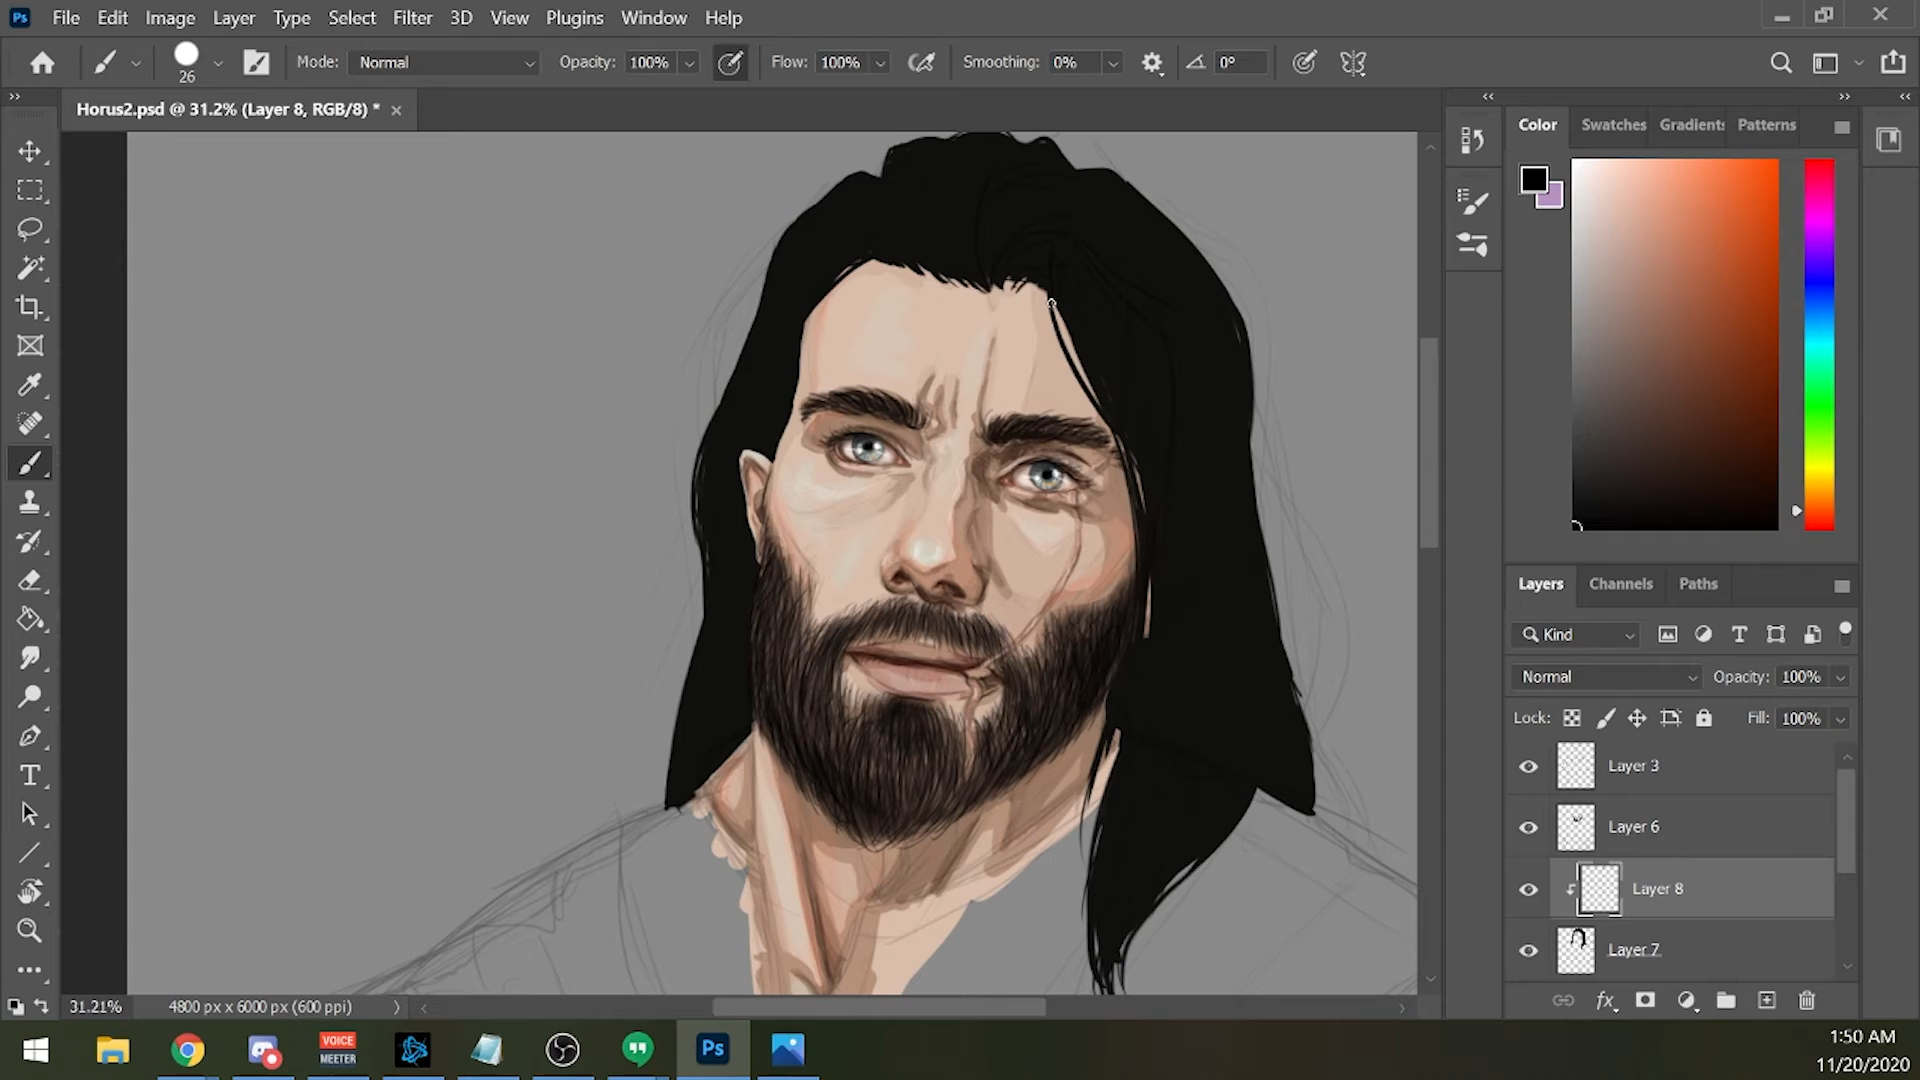 Ps File Edit Image Layer Type Select Filter 3D View Plugins Window Help
26 Mode: Normal Opacity: 100% Flow: 100% Smoothing: 0% 0°
Horus2.psd @ 31.2% (Layer 8, RGB/8) *
Color Swatches Gradients Patterns
Layers Channels Paths
Kind
Normal Opacity: 100%
Lock: Fill: 100%
Layer 3
Layer 6
Layer 8
Layer 7
fx
31.21% 4800 px x 6000 px (600 ppi)
VOICE
MEETER
Ps
1:50 AM
11/20/2020